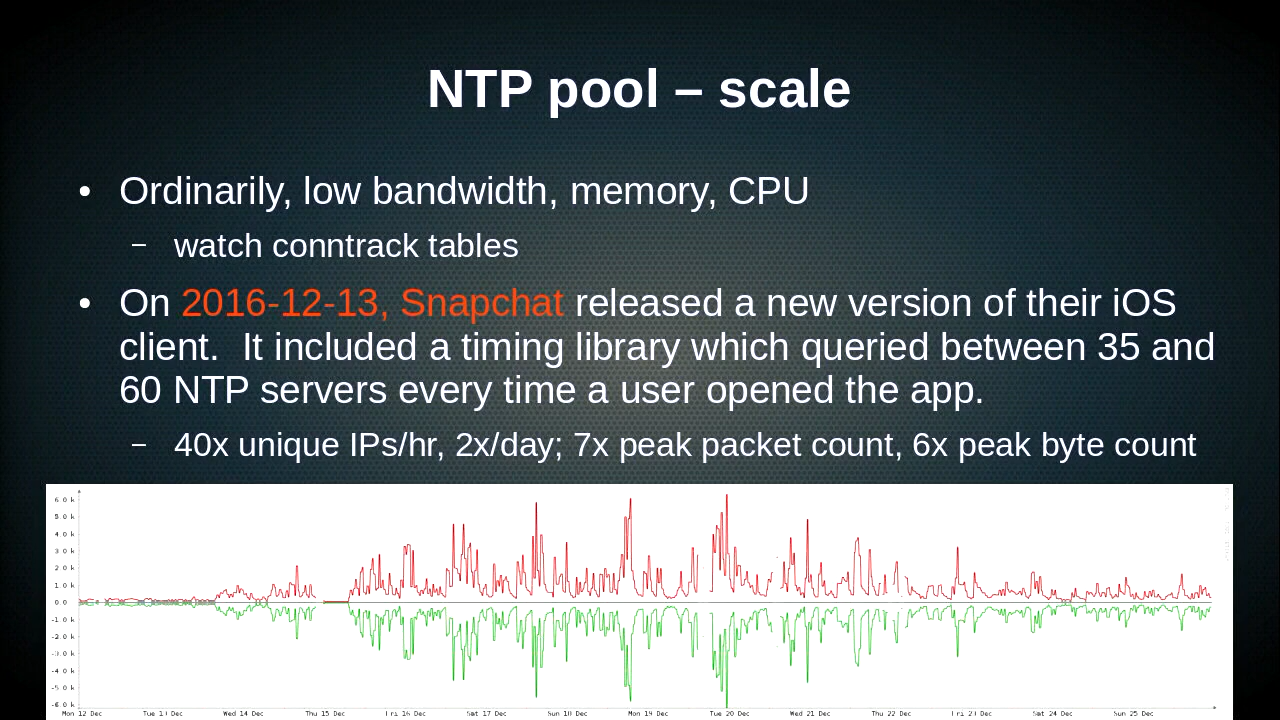 NTP pool – scale
• Ordinarily, low bandwidth, memory, CPU
– watch conntrack tables
• On 2016-12-13, Snapchat released a new version of their iOS
client.  It included a timing library which queried between 35 and
60 NTP servers every time a user opened the app.
– 40x unique IPs/hr, 2x/day; 7x peak packet count, 6x peak byte count
6.0 k
5.0 k
4.0 k
3.0 k
2.0 k
1.0 k
0.0
-1.0 k
-2.0 k
-3.0 k
-4.0 k
-5.0 k
-6.0 k
Mon 12 Dec Tue 13 Dec Wed 14 Dec Thu 15 Dec Fri 16 Dec Sat 17 Dec Sun 18 Dec Mon 19 Dec Tue 20 Dec Wed 21 Dec Thu 22 Dec Fri 23 Dec Sat 24 Dec Sun 25 Dec